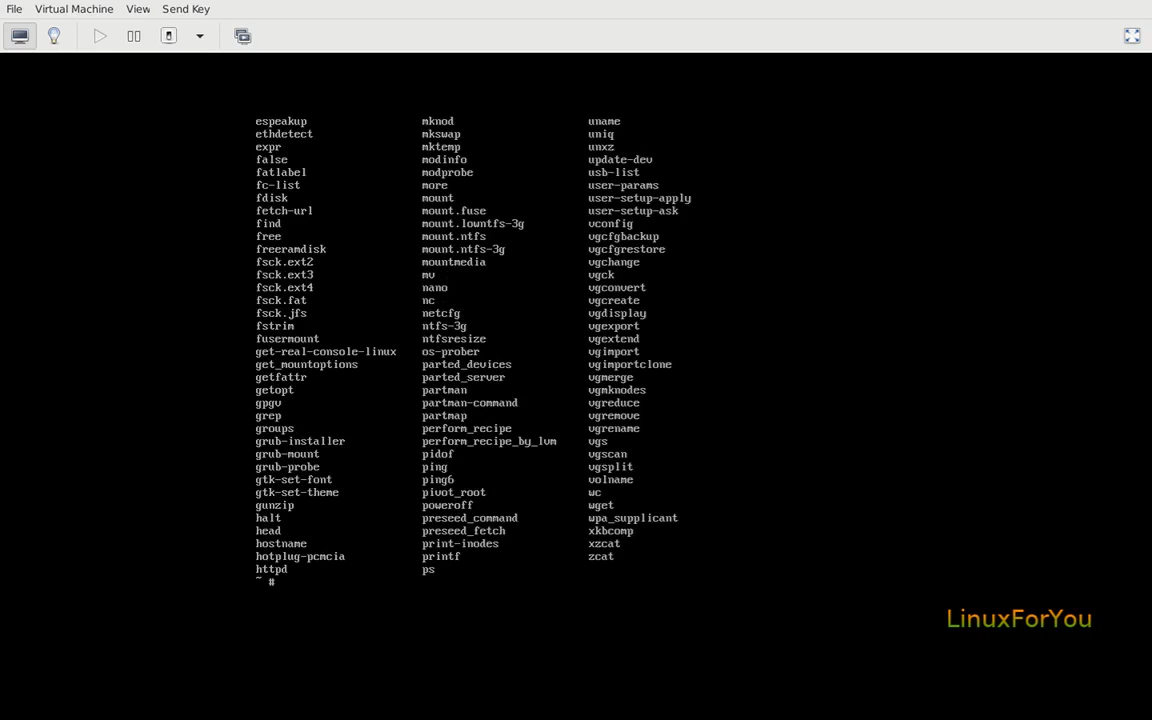 File Virtual Machine View Send Key
espeakup mknod uname
ethdetect mkswap uniq
expr mktemp unxz
false modinfo update-dev
fatlabel modprobe usb-list
fc-list more user-params
fdisk mount user-setup-apply
fetch-url mount.fuse user-setup-ask
find mount.lowntfs-3g vconfig
free mount.ntfs vgcfgbackup
freeramdisk mount.ntfs-3g vgcfgrestore
fsck.ext2 mountmedia vgchange
fsck.ext3 mv vgck
fsck.ext4 nano vgconvert
fsck.fat nc vgcreate
fsck.jfs netcfg vgdisplay
fstrim ntfs-3g vgexport
fusermount ntfsresize vgextend
get-real-console-linux os-prober vgimport
get_mountoptions parted_devices vgimportclone
getfattr parted_server vgmerge
getopt partman vgmknodes
gpgv partman-command vgreduce
grep partmap vgremove
groups perform_recipe vgrename
grub-installer perform_recipe_by_lvm vgs
grub-mount pidof vgscan
grub-probe ping vgsplit
gtk-set-font ping6 volname
gtk-set-theme pivot_root wc
gunzip poweroff wget
halt preseed_command wpa_supplicant
head preseed_fetch xkbcomp
hostname print-inodes xzcat
hotplug-pcmcia printf zcat
httpd ps
~ #
LinuxForYou